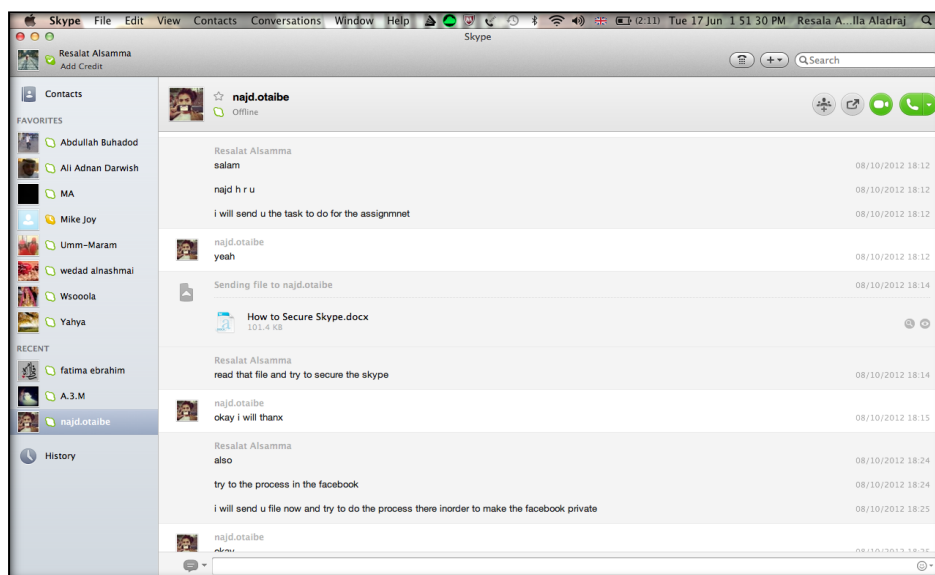 Skype File Edit View Contacts Conversations Window Help (2:11) Tue 17 Jun 1 51 30 PM Resala A...lla Aladraj
Skype
Resalat Alsamma
Add Credit
Search
Contacts
FAVORITES
Abdullah Buhadod
Ali Adnan Darwish
MA
Mike Joy
Umm-Maram
wedad alnashmai
Wsooola
Yahya
RECENT
fatima ebrahim
A.3.M
najd.otaibe
History
najd.otaibe
Offline
Resalat Alsamma
salam 08/10/2012 18:12
najd h r u 08/10/2012 18:12
i will send u the task to do for the assignmnet 08/10/2012 18:12
najd.otaibe
yeah 08/10/2012 18:12
Sending file to najd.otaibe 08/10/2012 18:14
How to Secure Skype.docx
101.4 KB
Resalat Alsamma
read that file and try to secure the skype 08/10/2012 18:14
najd.otaibe
okay i will thanx 08/10/2012 18:15
Resalat Alsamma
also 08/10/2012 18:24
try to the process in the facebook 08/10/2012 18:24
i will send u file now and try to do the process there inorder to make the facebook private 08/10/2012 18:25
najd.otaibe
okay 08/10/2012 18:25